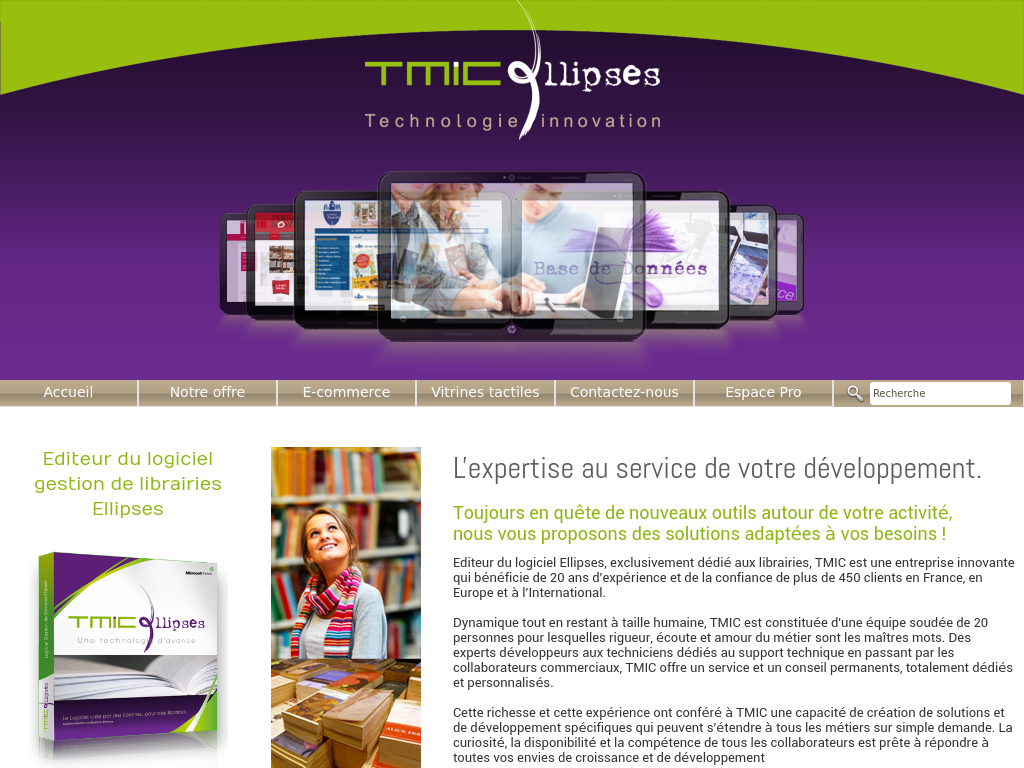 TMIC Ellipses
Technologie innovation
Base de Données
Accueil
Notre offre
E-commerce
Vitrines tactiles
Contactez-nous
Espace Pro
Recherche
Editeur du logiciel
gestion de librairies
Ellipses
TMIC Ellipses
Une technologie d'avance
Le Logiciel créé par des libraires, pour des libraires
L'expertise au service de votre développement.
Toujours en quête de nouveaux outils autour de votre activité,
nous vous proposons des solutions adaptées à vos besoins !
Editeur du logiciel Ellipses, exclusivement dédié aux librairies, TMIC est une entreprise innovante
qui bénéficie de 20 ans d'expérience et de la confiance de plus de 450 clients en France, en
Europe et à l'International.
Dynamique tout en restant à taille humaine, TMIC est constituée d'une équipe soudée de 20
personnes pour lesquelles rigueur, écoute et amour du métier sont les maîtres mots. Des
experts développeurs aux techniciens dédiés au support technique en passant par les
collaborateurs commerciaux, TMIC offre un service et un conseil permanents, totalement dédiés
et personnalisés.
Cette richesse et cette expérience ont conféré à TMIC une capacité de création de solutions et
de développement spécifiques qui peuvent s'étendre à tous les métiers sur simple demande. La
curiosité, la disponibilité et la compétence de tous les collaborateurs est prête à répondre à
toutes vos envies de croissance et de développement